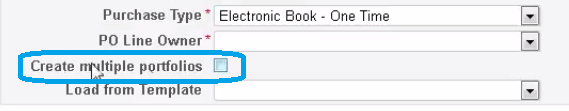 Purchase Type * Electronic Book - One Time
PO Line Owner *
Create multiple portfolios
Load from Template